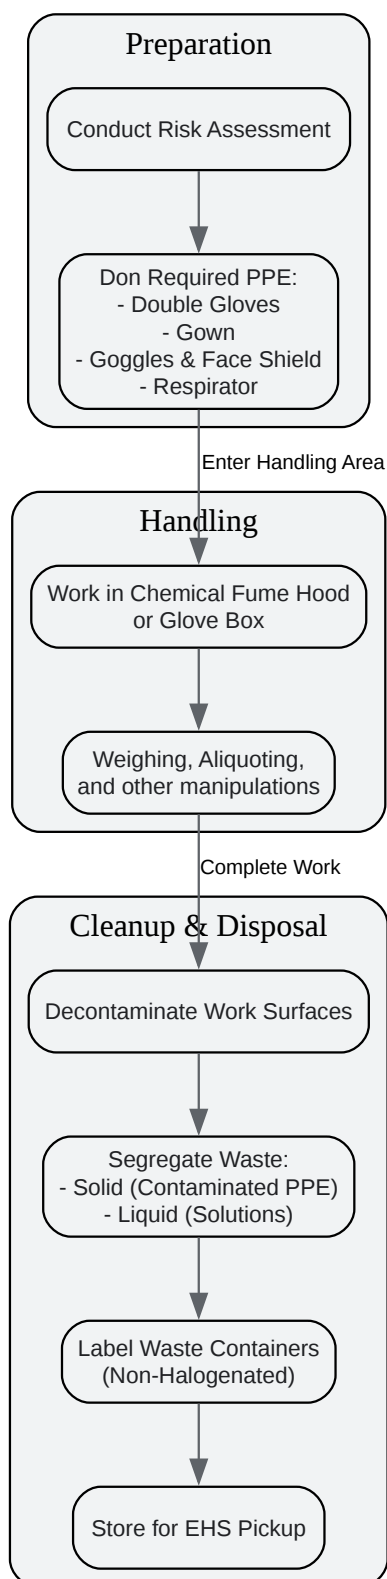 Preparation
Conduct Risk Assessment
Don Required PPE:
- Double Gloves
- Gown
- Goggles & Face Shield
- Respirator
Enter Handling Area
Handling
Work in Chemical Fume Hood
or Glove Box
Weighing, Aliquoting,
and other manipulations
Complete Work
Cleanup & Disposal
Decontaminate Work Surfaces
Segregate Waste:
- Solid (Contaminated PPE)
- Liquid (Solutions)
Label Waste Containers
(Non-Halogenated)
Store for EHS Pickup